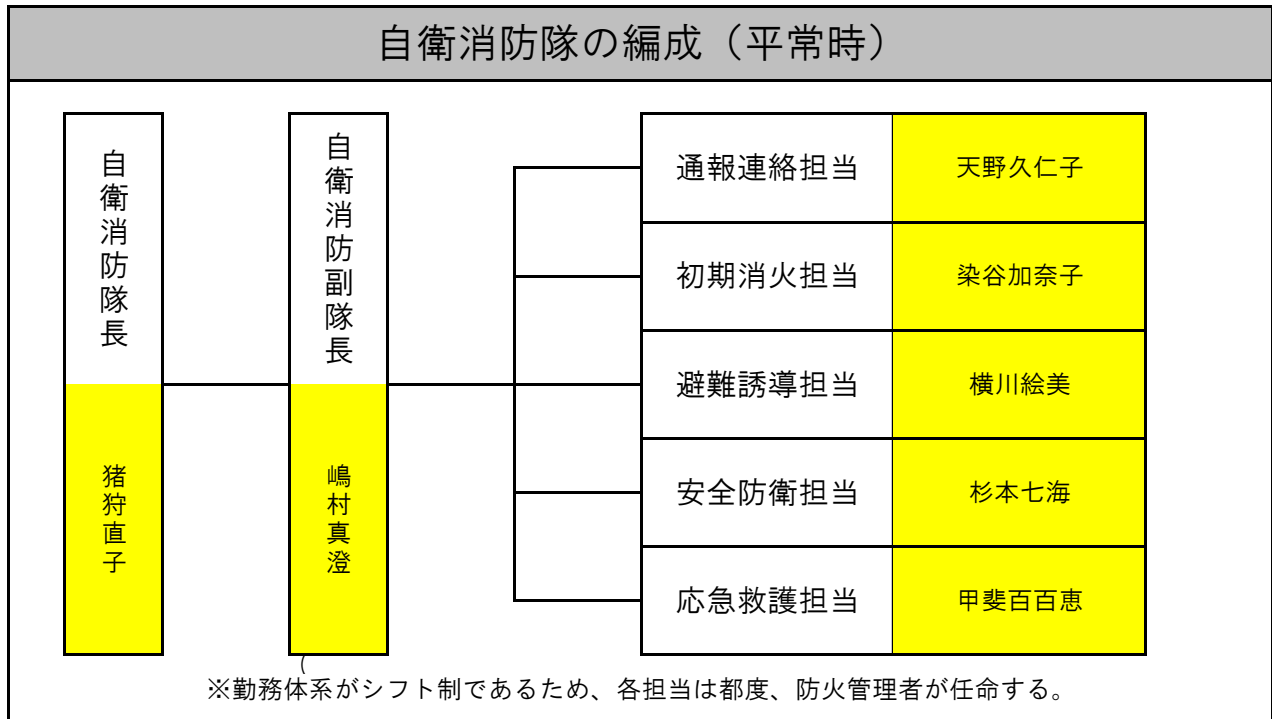 自衛消防隊の編成（平常時）
自衛消防隊長
猪狩直子
自衛消防副隊長
嶋村真澄
通報連絡担当 天野久仁子
初期消火担当 染谷加奈子
避難誘導担当 横川絵美
安全防衛担当 杉本七海
応急救護担当 甲斐百百恵
（
※勤務体系がシフト制であるため、各担当は都度、防火管理者が任命する。